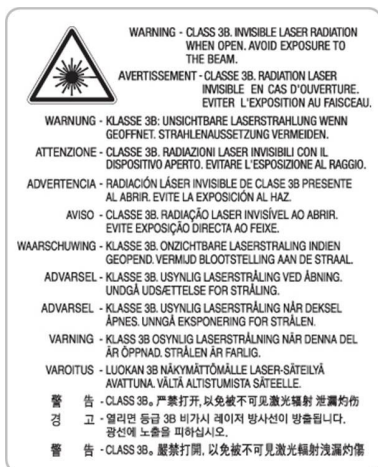 WARNING - CLASS 3B. INVISIBLE LASER RADIATION
WHEN OPEN. AVOID EXPOSURE TO
THE BEAM.
AVERTISSEMENT - CLASSE 3B. RADIATION LASER
INVISIBLE EN CAS D'OUVERTURE.
EVITER L'EXPOSITION AU FAISCEAU.
WARNUNG - KLASSE 3B: UNSICHTBARE LASERSTRAHLUNG WENN
GEOFFNET. STRAHLENAUSSETZUNG VERMEIDEN.
ATTENZIONE - CLASSE 3B. RADIAZIONI LASER INVISIBILI CON IL
DISPOSITIVO APERTO. EVITARE L'ESPOSIZIONE AL RAGGIO.
ADVERTENCIA - RADIACIÓN LÁSER INVISIBLE DE CLASE 3B PRESENTE
AL ABRIR. EVITE LA EXPOSICIÓN AL HAZ.
AVISO - CLASSE 3B. RADIAÇÃO LASER INVISÍVEL AO ABRIR.
EVITE EXPOSIÇÃO DIRECTA AO FEIXE.
WAARSCHUWING - KLASSE 3B. ONZICHTBARE LASERSTRALING INDIEN
GEOPEND. VERMIJD BLOOTSTELLING AAN DE STRAAL.
ADVARSEL - KLASSE 3B. USYNLIG LASERSTRÅLING VED ÅBNING.
UNDGÅ UDSÆTTELSE FOR STRÅLING.
ADVARSEL - KLASSE 3B. USYNLIG LASERSTRÅLING NÅR DEKSEL
ÅPNES. UNNGÅ EKSPONERING FOR STRÅLEN.
VARNING - KLASS 3B OSYNLIG LASERSTRÅLNING NÄR DENNA DEL
ÄR ÖPPNAD. STRÅLEN ÄR FARLIG.
VAROITUS - LUOKAN 3B NÄKYMÄTTÖMÄLLE LASER-SÄTEILYÄ
AVATTUNA. VÄLTÄ ALTISTUMISTA SÄTEELLE.
警 告 - CLASS 3B。严禁打开, 以免被不可见激光辐射 泄漏灼伤
경 고 - 열리면 등급 3B 비가시 레이저 방사선이 방출됩니다.
광선에 노출을 피하십시오.
警 告 - CLASS 3B。嚴禁打開, 以免被不可見激光輻射洩漏灼傷